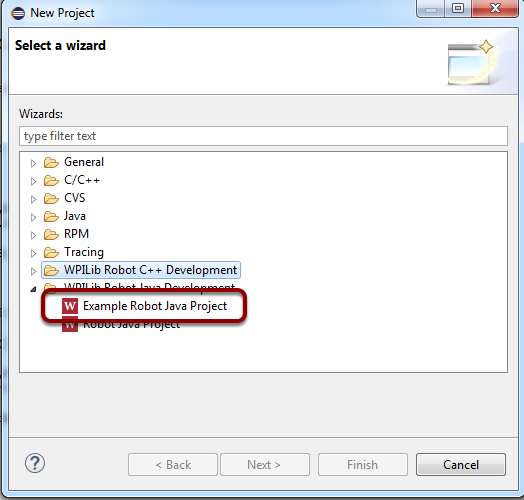 New Project
Select a wizard
Wizards:
type filter text
General
C/C++
CVS
Java
RPM
Tracing
WPILib Robot C++ Development
WPILib Robot Java Development
W Example Robot Java Project
W Robot Java Project
?
< Back Next > Finish Cancel